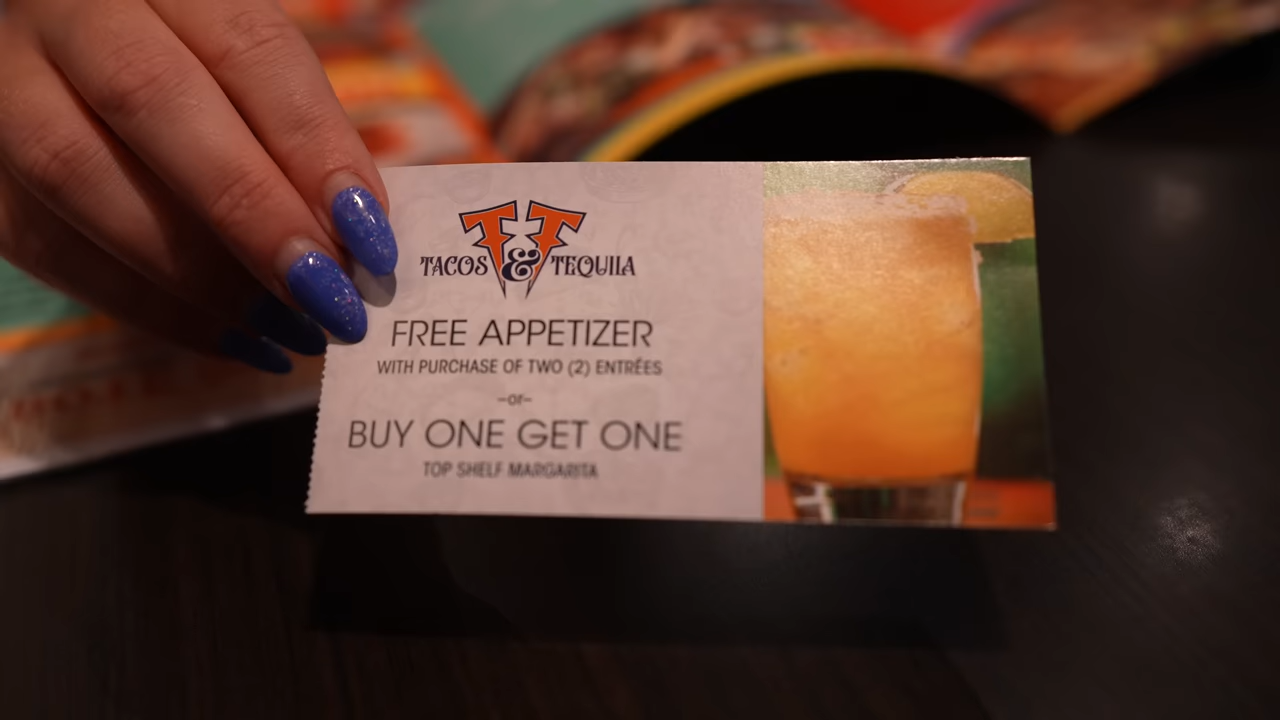 T&T
TACOS & TEQUILA
FREE APPETIZER
WITH PURCHASE OF TWO (2) ENTRÉES
–or–
BUY ONE GET ONE
TOP SHELF MARGARITA